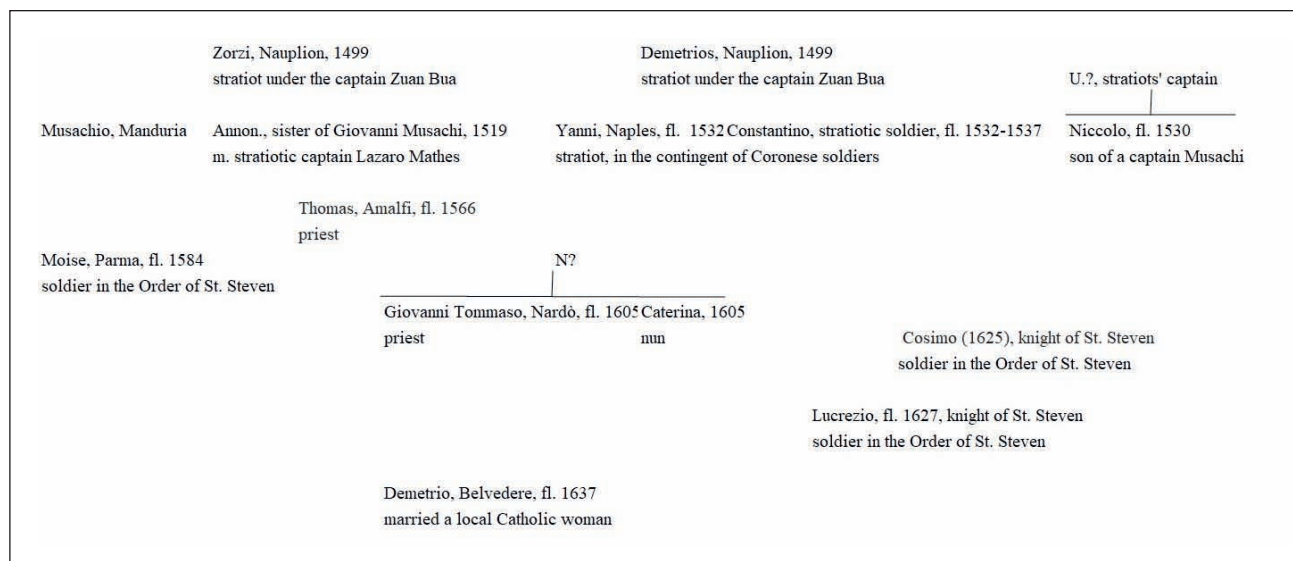 Zorzi, Nauplion, 1499
stratiot under the captain Zuan Bua
Demetrios, Nauplion, 1499
stratiot under the captain Zuan Bua
U.?, stratiots' captain
Musachio, Manduria
Annon., sister of Giovanni Musachi, 1519
m. stratiotic captain Lazaro Mathes
Yanni, Naples, fl. 1532
stratiot, in the contingent of Coronese soldiers
Constantino, stratiotic soldier, fl. 1532-1537
Niccolo, fl. 1530
son of a captain Musachi
Thomas, Amalfi, fl. 1566
priest
Moise, Parma, fl. 1584
soldier in the Order of St. Steven
N?
Giovanni Tommaso, Nardò, fl. 1605
priest
Caterina, 1605
nun
Cosimo (1625), knight of St. Steven
soldier in the Order of St. Steven
Lucrezio, fl. 1627, knight of St. Steven
soldier in the Order of St. Steven
Demetrio, Belvedere, fl. 1637
married a local Catholic woman